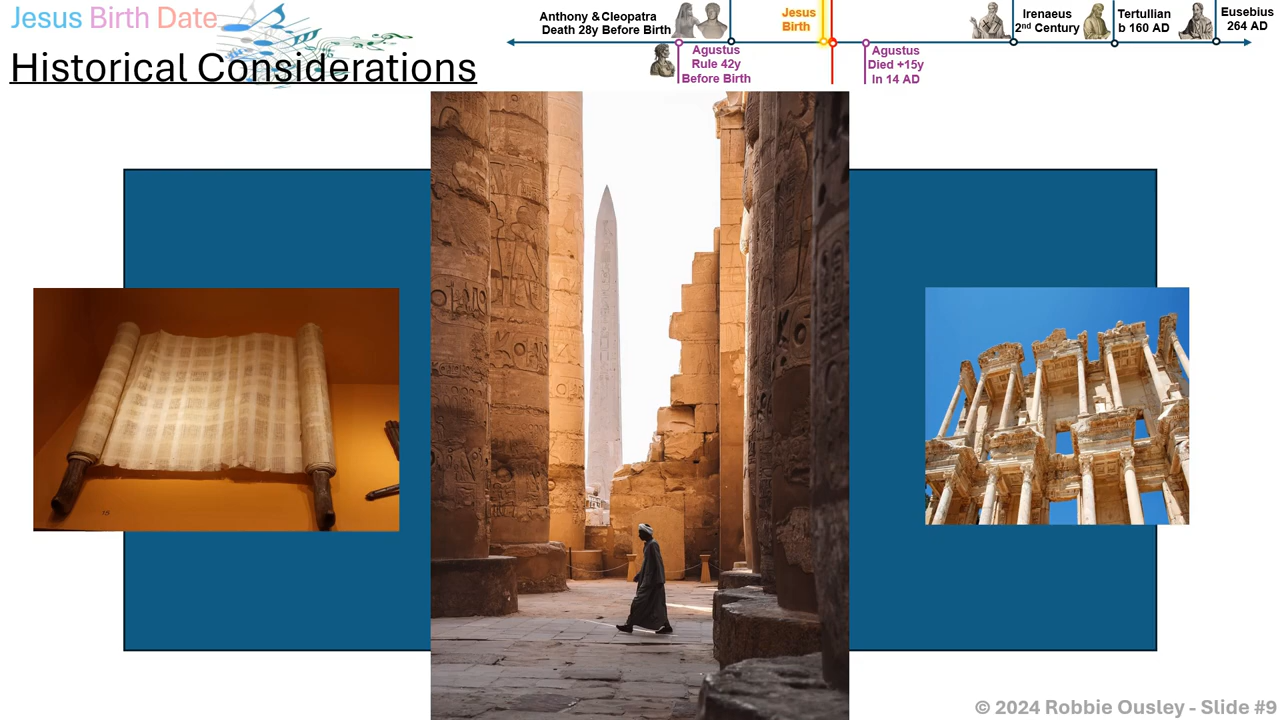 Jesus Birth Date
Historical Considerations
Anthony & Cleopatra
Death 28y Before Birth
Agustus
Rule 42y
Before Birth
Jesus
Birth
Agustus
Died +15y
In 14 AD
Irenaeus
2nd Century
Tertullian
b 160 AD
Eusebius
264 AD
© 2024 Robbie Ousley - Slide #9